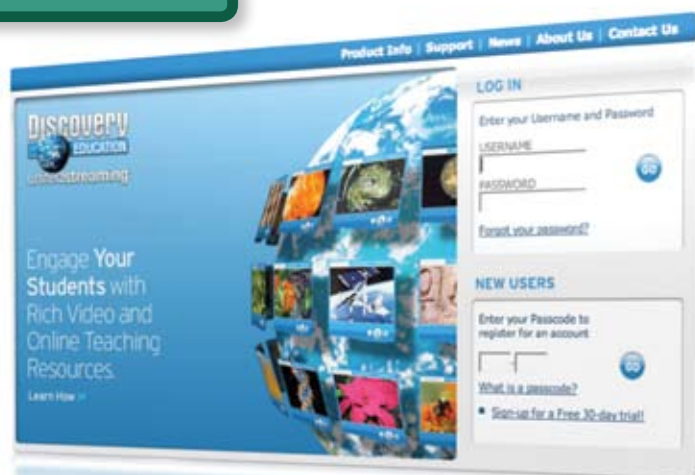 Product Info | Support | News | About Us | Contact Us
Discovery
EDUCATION
streaming
Engage Your
Students with
Rich Video and
Online Teaching
Resources.
Learn How
LOG IN
Enter your Username and Password
USERNAME
GO
PASSWORD
Forgot your password?
NEW USERS
Enter your Passcode to
register for an account
GO
What is a passcode?
Sign-up for a Free 30-day trial!